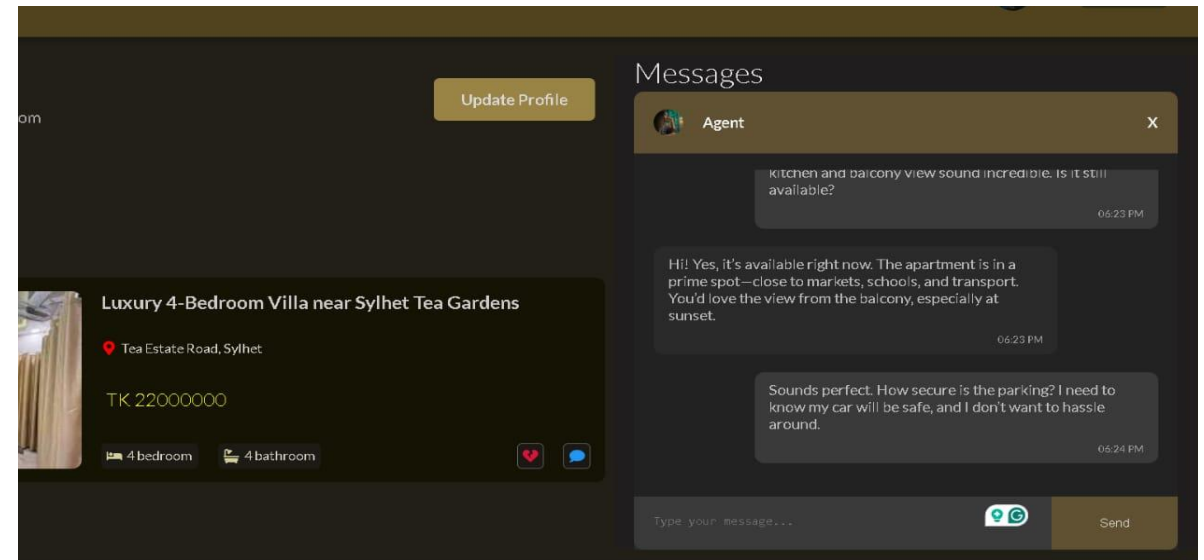 om
Update Profile
Luxury 4-Bedroom Villa near Sylhet Tea Gardens
Tea Estate Road, Sylhet
TK 22000000
4 bedroom
4 bathroom
Messages
Agent
X
kitchen and balcony view sound incredible. Is it still
available?
06:23 PM
Hi! Yes, it's available right now. The apartment is in a
prime spot—close to markets, schools, and transport.
You'd love the view from the balcony, especially at
sunset.
06:23 PM
Sounds perfect. How secure is the parking? I need to
know my car will be safe, and I don't want to hassle
around.
06:24 PM
Type your message...
Send